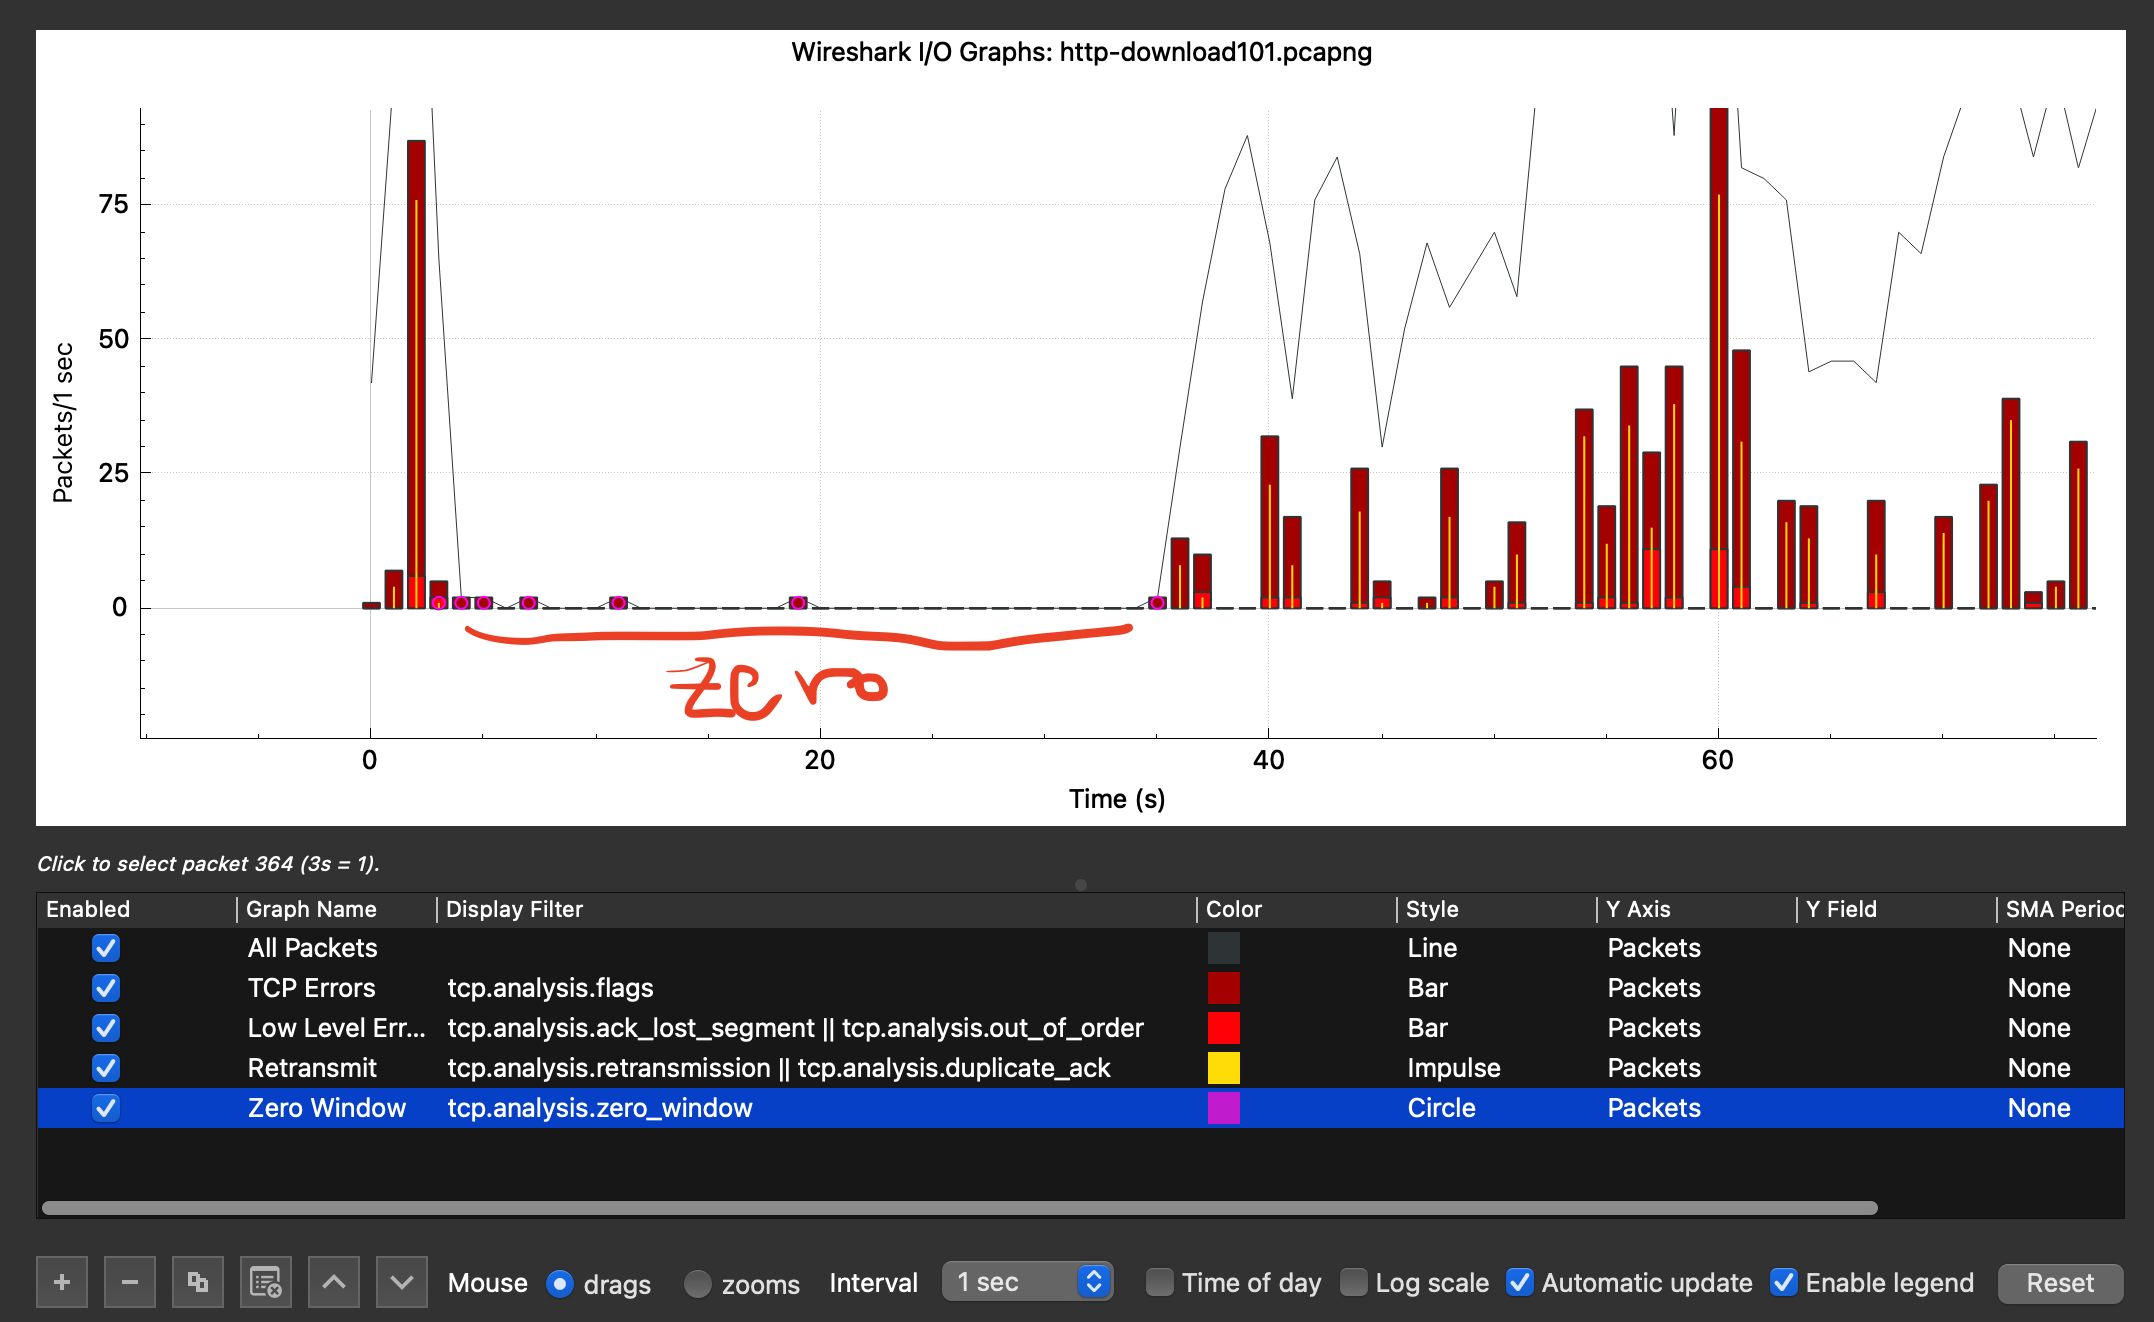 Wireshark I/O Graphs: http-download101.pcapng
Packets/1 sec
75
50
25
0
zero
0 20 40 60
Time (s)
Click to select packet 364 (3s = 1).
Enabled Graph Name Display Filter Color Style Y Axis Y Field SMA Period
All Packets Line Packets None
TCP Errors tcp.analysis.flags Bar Packets None
Low Level Err... tcp.analysis.ack_lost_segment || tcp.analysis.out_of_order Bar Packets None
Retransmit tcp.analysis.retransmission || tcp.analysis.duplicate_ack Impulse Packets None
Zero Window tcp.analysis.zero_window Circle Packets None
Mouse drags zooms Interval 1 sec Time of day Log scale Automatic update Enable legend Reset